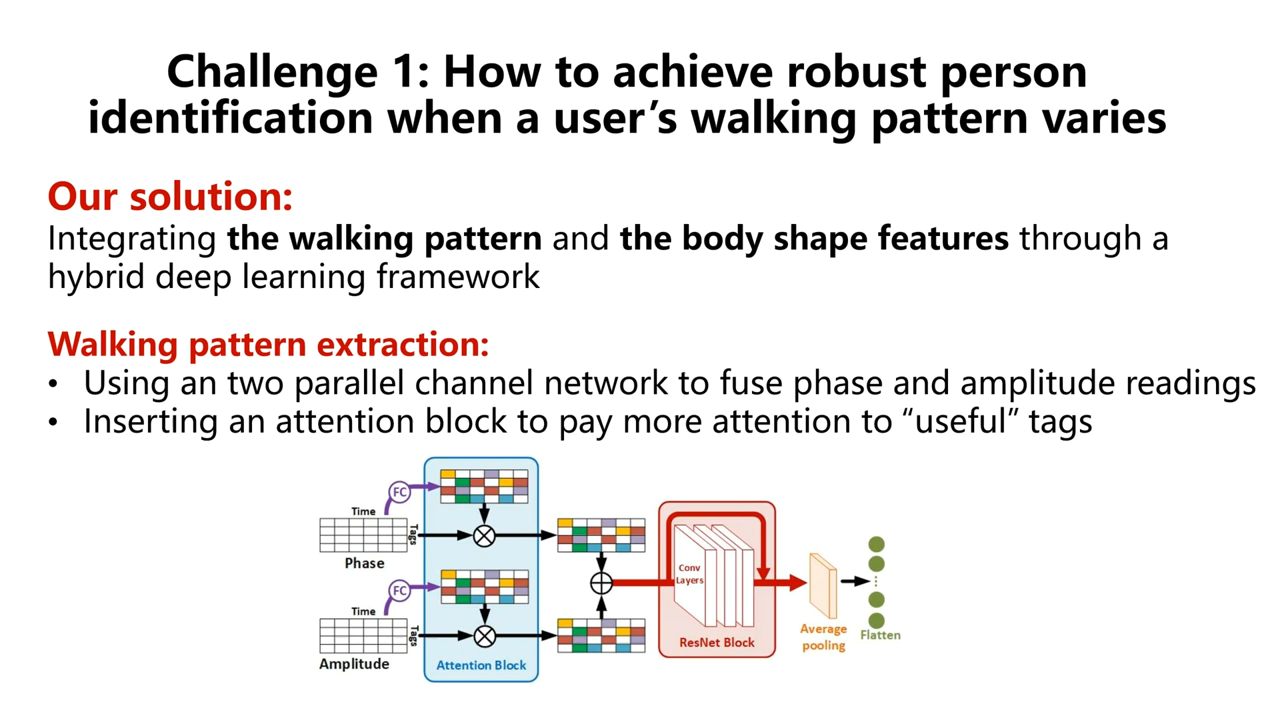 Challenge 1: How to achieve robust person
identification when a user’s walking pattern varies
Our solution:
Integrating the walking pattern and the body shape features through a
hybrid deep learning framework
Walking pattern extraction:
• Using an two parallel channel network to fuse phase and amplitude readings
• Inserting an attention block to pay more attention to “useful” tags
FC
Time
Tags
Phase
FC
Time
Tags
Amplitude
Attention Block
Conv
Layers
ResNet Block
Average
pooling
Flatten